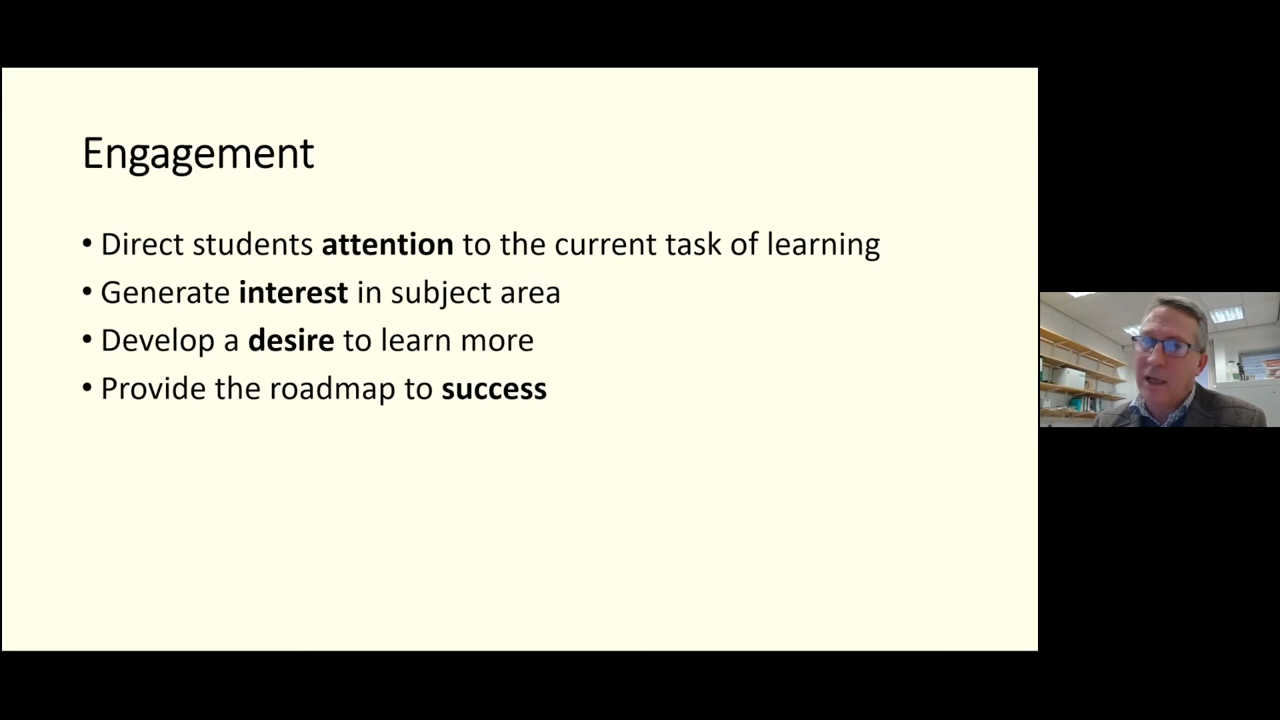 Engagement
• Direct students attention to the current task of learning
• Generate interest in subject area
• Develop a desire to learn more
• Provide the roadmap to success